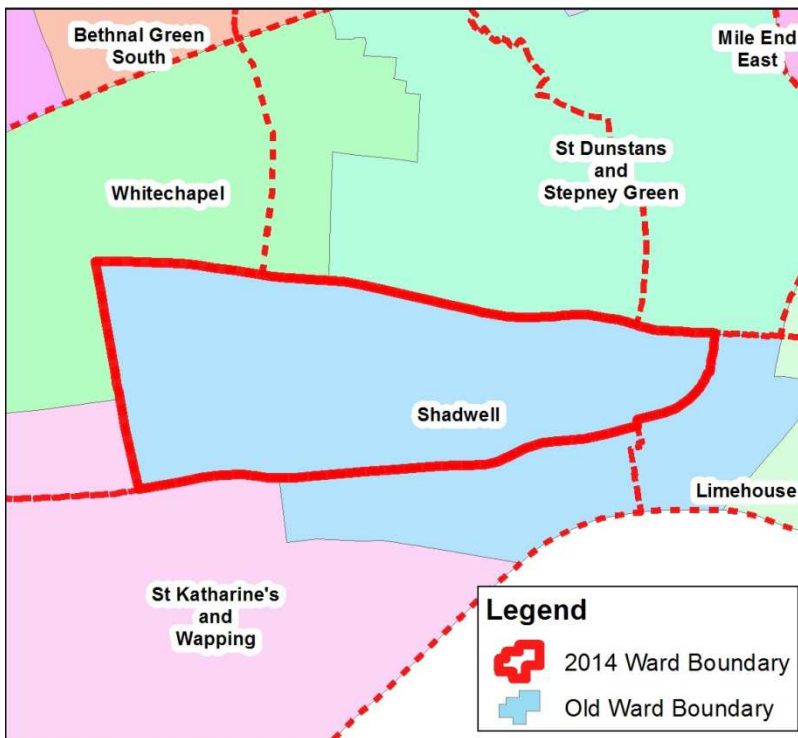 Bethnal Green
South
Mile End
East
St Dunstans
and
Stepney Green
Whitechapel
Shadwell
Limehouse
St Katharine's
and
Wapping
Legend
2014 Ward Boundary
Old Ward Boundary